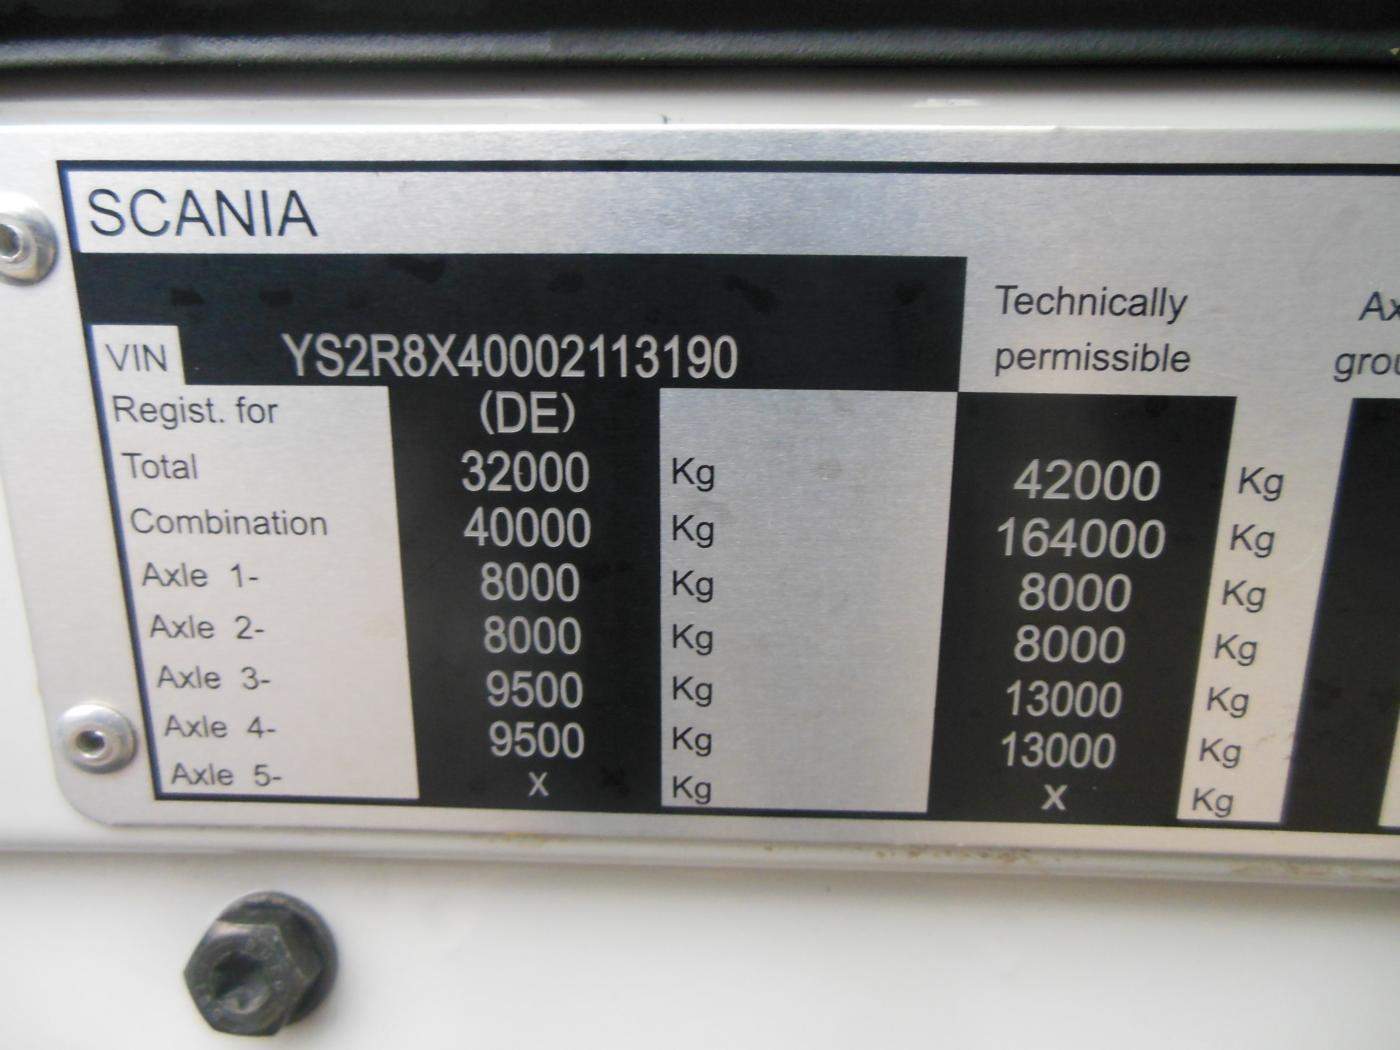 SCANIA
Technically permissible
VIN YS2R8X40002113190
Regist. for (DE)
Total 32000 Kg 42000 Kg
Combination 40000 Kg 164000 Kg
Axle 1- 8000 Kg 8000 Kg
Axle 2- 8000 Kg 8000 Kg
Axle 3- 9500 Kg 13000 Kg
Axle 4- 9500 Kg 13000 Kg
Axle 5- X Kg X Kg